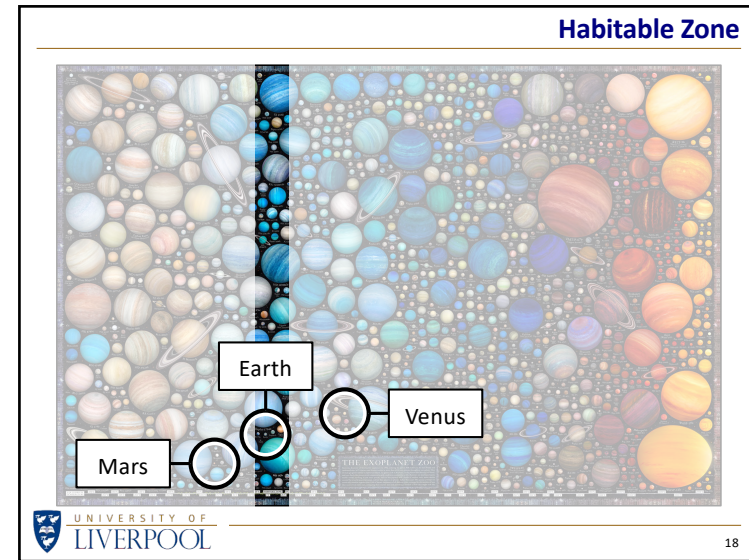 Habitable Zone
Earth
Venus
Mars
THE EXOPLANET ZOO
UNIVERSITY OF
LIVERPOOL
18